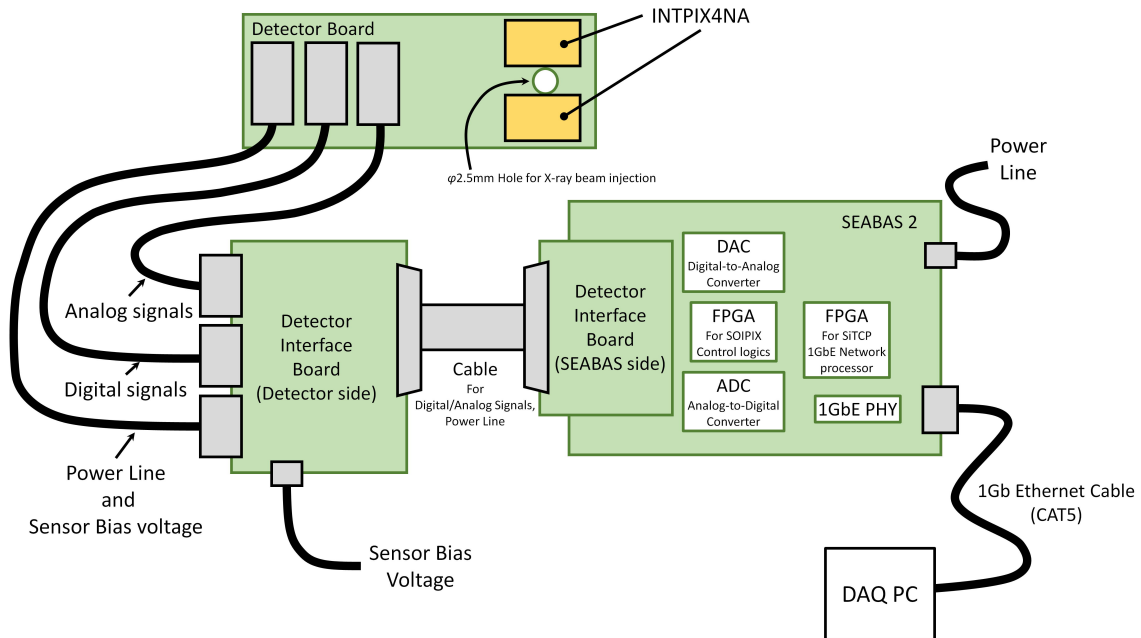 INTPIX4NA
Detector Board
φ2.5mm Hole for X-ray beam injection
Power
Line
SEABAS 2
DAC
Digital-to-Analog
Converter
FPGA
For SOIPIX
Control logics
FPGA
For SiTCP
1GbE Network
processor
ADC
Analog-to-Digital
Converter
1GbE PHY
Detector
Interface
Board
(SEABAS side)
Detector
Interface
Board
(Detector side)
Cable
For
Digital/Analog Signals,
Power Line
Analog signals
Digital signals
Power Line
and
Sensor Bias voltage
Sensor Bias
Voltage
1Gb Ethernet Cable
(CAT5)
DAQ PC